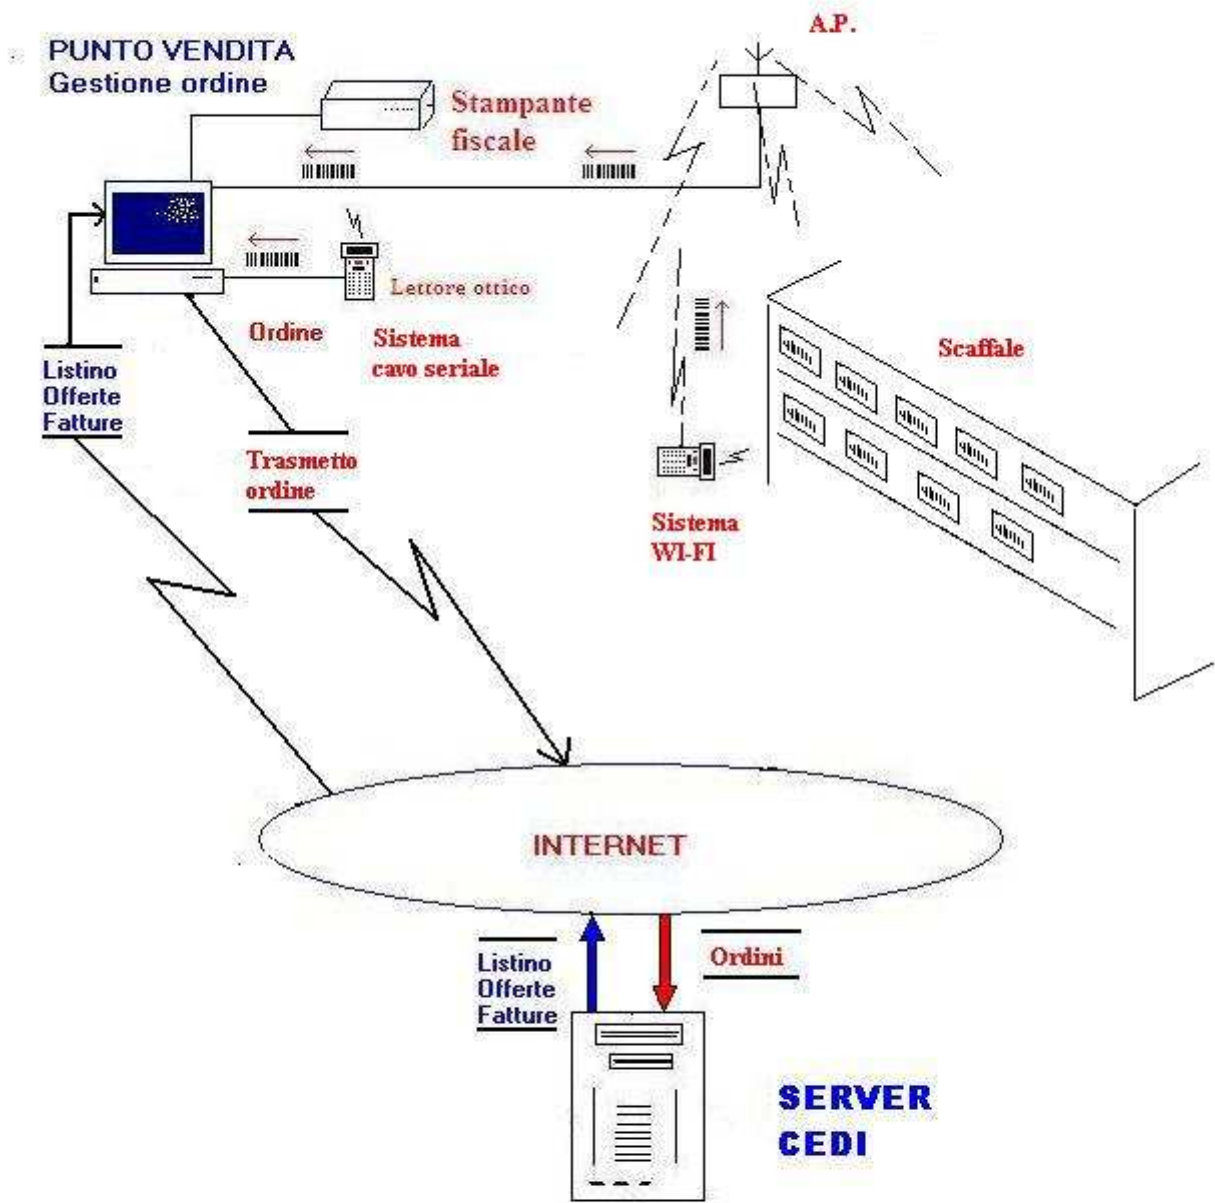 A.P.
PUNTO VENDITA
Gestione ordine
Stampante
fiscale
Lettore ottico
Ordine
Sistema
cavo seriale
Scaffale
Listino
Offerte
Fatture
Trasmetto
ordine
Sistema
WI-FI
INTERNET
Listino
Offerte
Fatture
Ordini
SERVER
CEDI